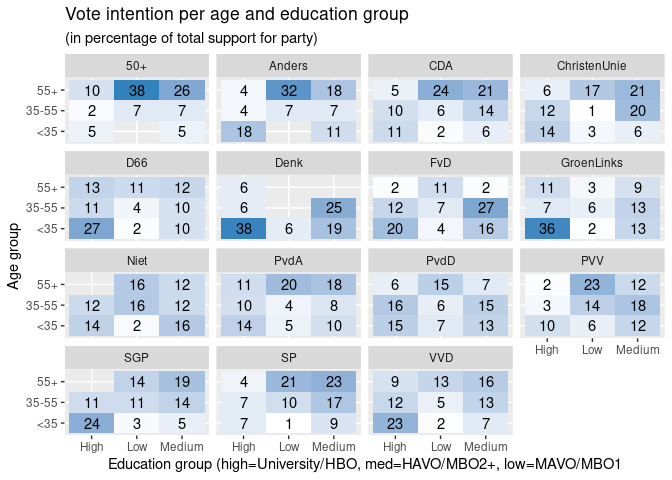 Vote intention per age and education group
(in percentage of total support for party)
50+ Anders CDA ChristenUnie
55+ 10 38 26 4 32 18 5 24 21 6 17 21
35-55 2 7 7 4 7 7 10 6 14 12 1 20
<35 5 5 18 11 11 2 6 14 3 6
D66 Denk FvD GroenLinks
55+ 13 11 12 6 2 11 2 11 3 9
35-55 11 4 10 6 25 12 7 27 7 6 13
<35 27 2 10 38 6 19 20 4 16 36 2 13
Age group
Niet PvdA PvdD PVV
55+ 16 12 11 20 18 6 15 7 2 23 12
35-55 12 16 12 10 4 8 16 6 15 3 14 18
<35 14 2 16 14 5 10 15 7 13 10 6 12
High Low Medium
SGP SP VVD
55+ 14 19 4 21 23 9 13 16
35-55 11 11 14 7 10 17 12 5 13
<35 24 3 5 7 1 9 23 2 7
High Low Medium High Low Medium High Low Medium
Education group (high=University/HBO, med=HAVO/MBO2+, low=MAVO/MBO1